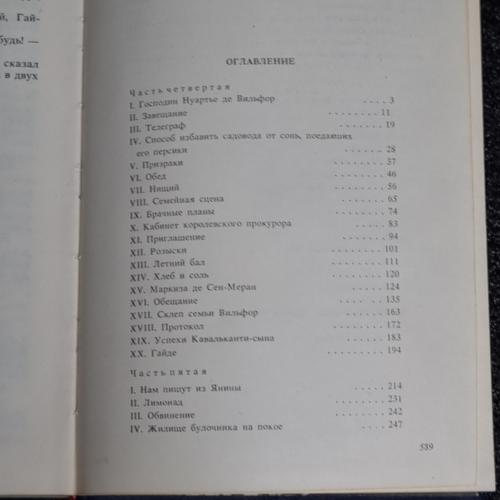 й, Гай-
будь! —
сказал
в двух
ОГЛАВЛЕНИЕ
Часть четвертая
I. Господин Нуартье де Вильфор . . . . 3
II. Завещание . . . . . . . 11
III. Телеграф . . . . . . . . 19
IV. Способ избавить садовода от сонь, поедающих
его персики . . . . . . . 28
V. Призраки . . . . . . . . 37
VI. Обед . . . . . . . . 46
VII. Нищий . . . . . . . . 56
VIII. Семейная сцена . . . . . . . 65
IX. Брачные планы . . . . . . . 74
X. Кабинет королевского прокурора . . . . 83
XI. Приглашение . . . . . . . . 94
XII. Розыски . . . . . . . . 101
XIII. Летний бал . . . . . . . . 111
XIV. Хлеб и соль . . . . . . . 120
XV. Маркиза де Сен-Меран . . . . . 124
XVI. Обещание . . . . . . . . 135
XVII. Склеп семьи Вильфор . . . . . . 163
XVIII. Протокол . . . . . . . . 172
XIX. Успехи Кавальканти-сына . . . . . 183
XX. Гайде . . . . . . . . 194
Часть пятая
I. Нам пишут из Янины . . . . . 214
II. Лимонад . . . . . . . . 231
III. Обвинение . . . . . . . . 242
IV. Жилище булочника на покое . . . . 247
589